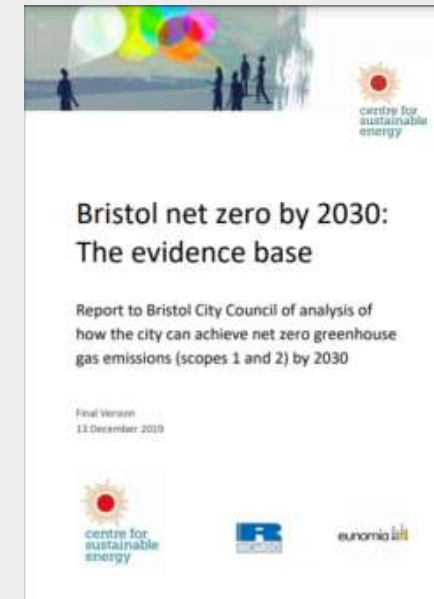 centre for
sustainable
energy
Bristol net zero by 2030:
The evidence base
Report to Bristol City Council of analysis of
how the city can achieve net zero greenhouse
gas emissions (scopes 1 and 2) by 2030
Final Version
13 December 2019
centre for
sustainable
energy
eunomia